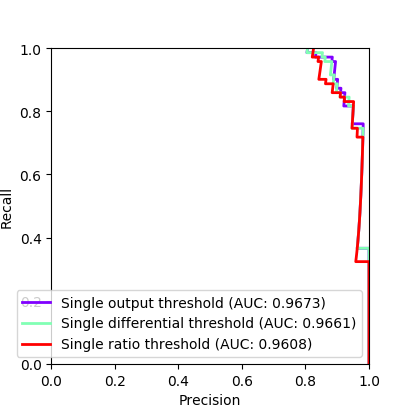 1.0
0.8
0.6
0.4
0.2
0.0
Recall
Single output threshold (AUC: 0.9673)
Single differential threshold (AUC: 0.9661)
Single ratio threshold (AUC: 0.9608)
0.0 0.2 0.4 0.6 0.8 1.0
Precision